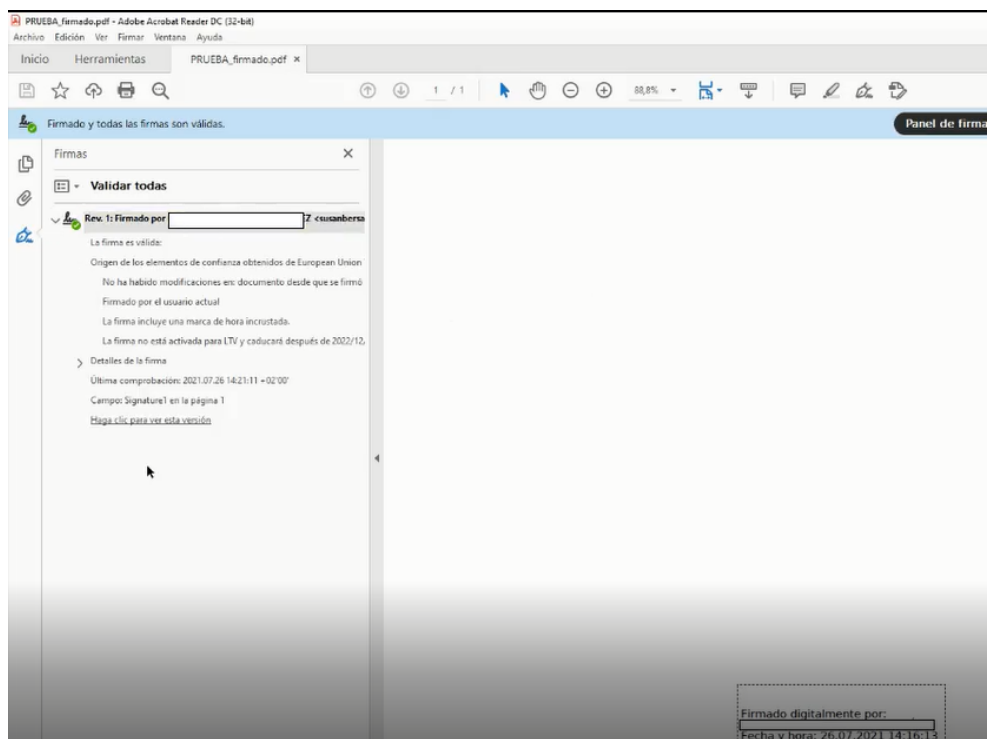 PRUEBA_firmado.pdf - Adobe Acrobat Reader DC (32-bit)
Archivo Edición Ver Firmar Ventana Ayuda
Inicio Herramientas PRUEBA_firmado.pdf ×
1 / 1 88,8%
Firmado y todas las firmas son válidas.
Panel de firma
Firmas
Validar todas
Rev. 1: Firmado por Z <susanbersa
La firma es válida:
Origen de los elementos de confianza obtenidos de European Union
No ha habido modificaciones en: documento desde que se firmó
Firmado por el usuario actual
La firma incluye una marca de hora incrustada.
La firma no está activada para LTV y caducará después de 2022/12,
Detalles de la firma
Última comprobación: 2021.07.26 14:21:11 +02'00'
Campo: Signature1 en la página 1
Haga clic para ver esta versión
Firmado digitalmente por:
Fecha y hora: 26.07.2021 14:16:13